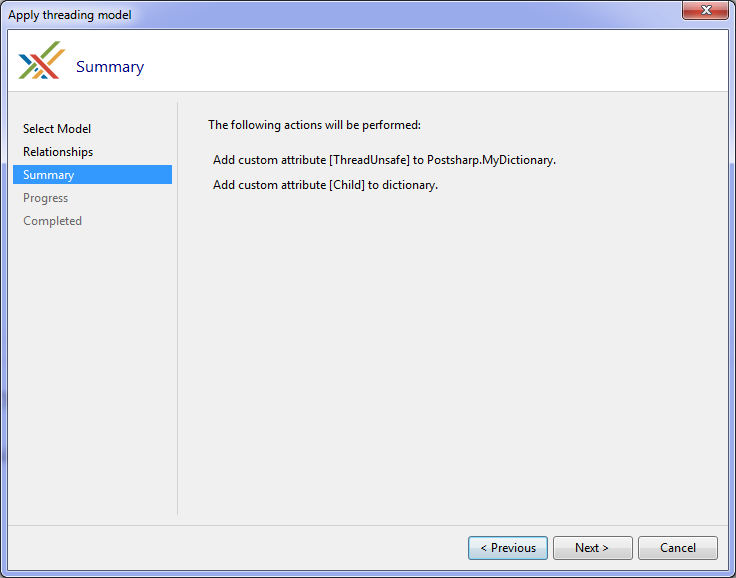 Apply threading model
Summary
Select Model
Relationships
Summary
Progress
Completed
The following actions will be performed:
Add custom attribute [ThreadUnsafe] to Postsharp.MyDictionary.
Add custom attribute [Child] to dictionary.
< Previous
Next >
Cancel